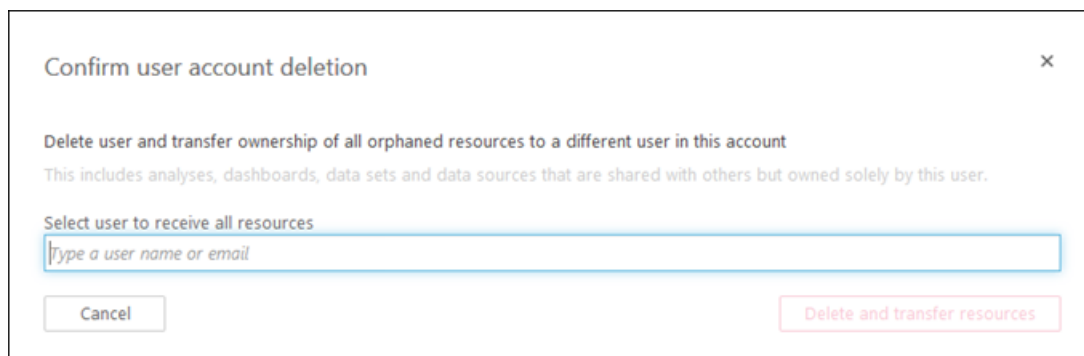 Confirm user account deletion
×
Delete user and transfer ownership of all orphaned resources to a different user in this account
This includes analyses, dashboards, data sets and data sources that are shared with others but owned solely by this user.
Select user to receive all resources
Type a user name or email
Cancel
Delete and transfer resources